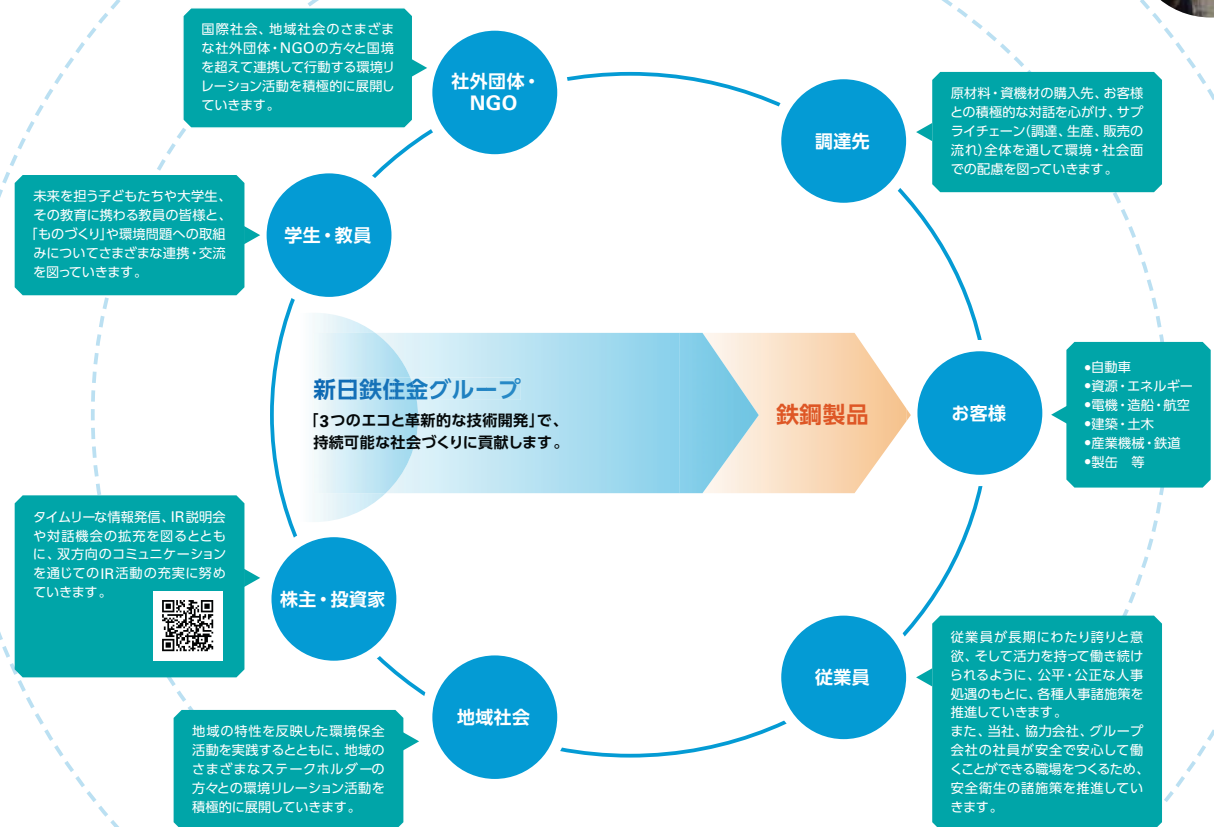 国際社会、地域社会のさまざま
な社外団体・NGOの方々と国境
を超えて連携して行動する環境リ
レーション活動を積極的に展開し
ていきます。
社外団体・
NGO
調達先
原材料・資機材の購入先、お客様
との積極的な対話を心がけ、サプ
ライチェーン(調達、生産、販売の
流れ)全体を通して環境・社会面
での配慮を図っていきます。
未来を担う子どもたちや大学生、
その教育に携わる教員の皆様と、
「ものづくり」や環境問題への取組
みについてさまざまな連携・交流
を図っていきます。
学生・教員
新日鉄住金グループ
「3つのエコと革新的な技術開発」で、
持続可能な社会づくりに貢献します。
鉄鋼製品
お客様
•自動車
•資源・エネルギー
•電機・造船・航空
•建築・土木
•産業機械・鉄道
•製缶　等
タイムリーな情報発信、IR説明会
や対話機会の拡充を図るととも
に、双方向のコミュニケーション
を通じてのIR活動の充実に努め
ていきます。
株主・投資家
地域社会
地域の特性を反映した環境保全
活動を実践するとともに、地域の
さまざまなステークホルダーの
方々との環境リレーション活動を
積極的に展開していきます。
従業員
従業員が長期にわたり誇りと意
欲、そして活力を持って働き続け
られるように、公平・公正な人事
処遇のもとに、各種人事諸施策を
推進していきます。
また、当社、協力会社、グループ
会社の社員が安全で安心して働
くことができる職場をつくるため、
安全衛生の諸施策を推進してい
きます。